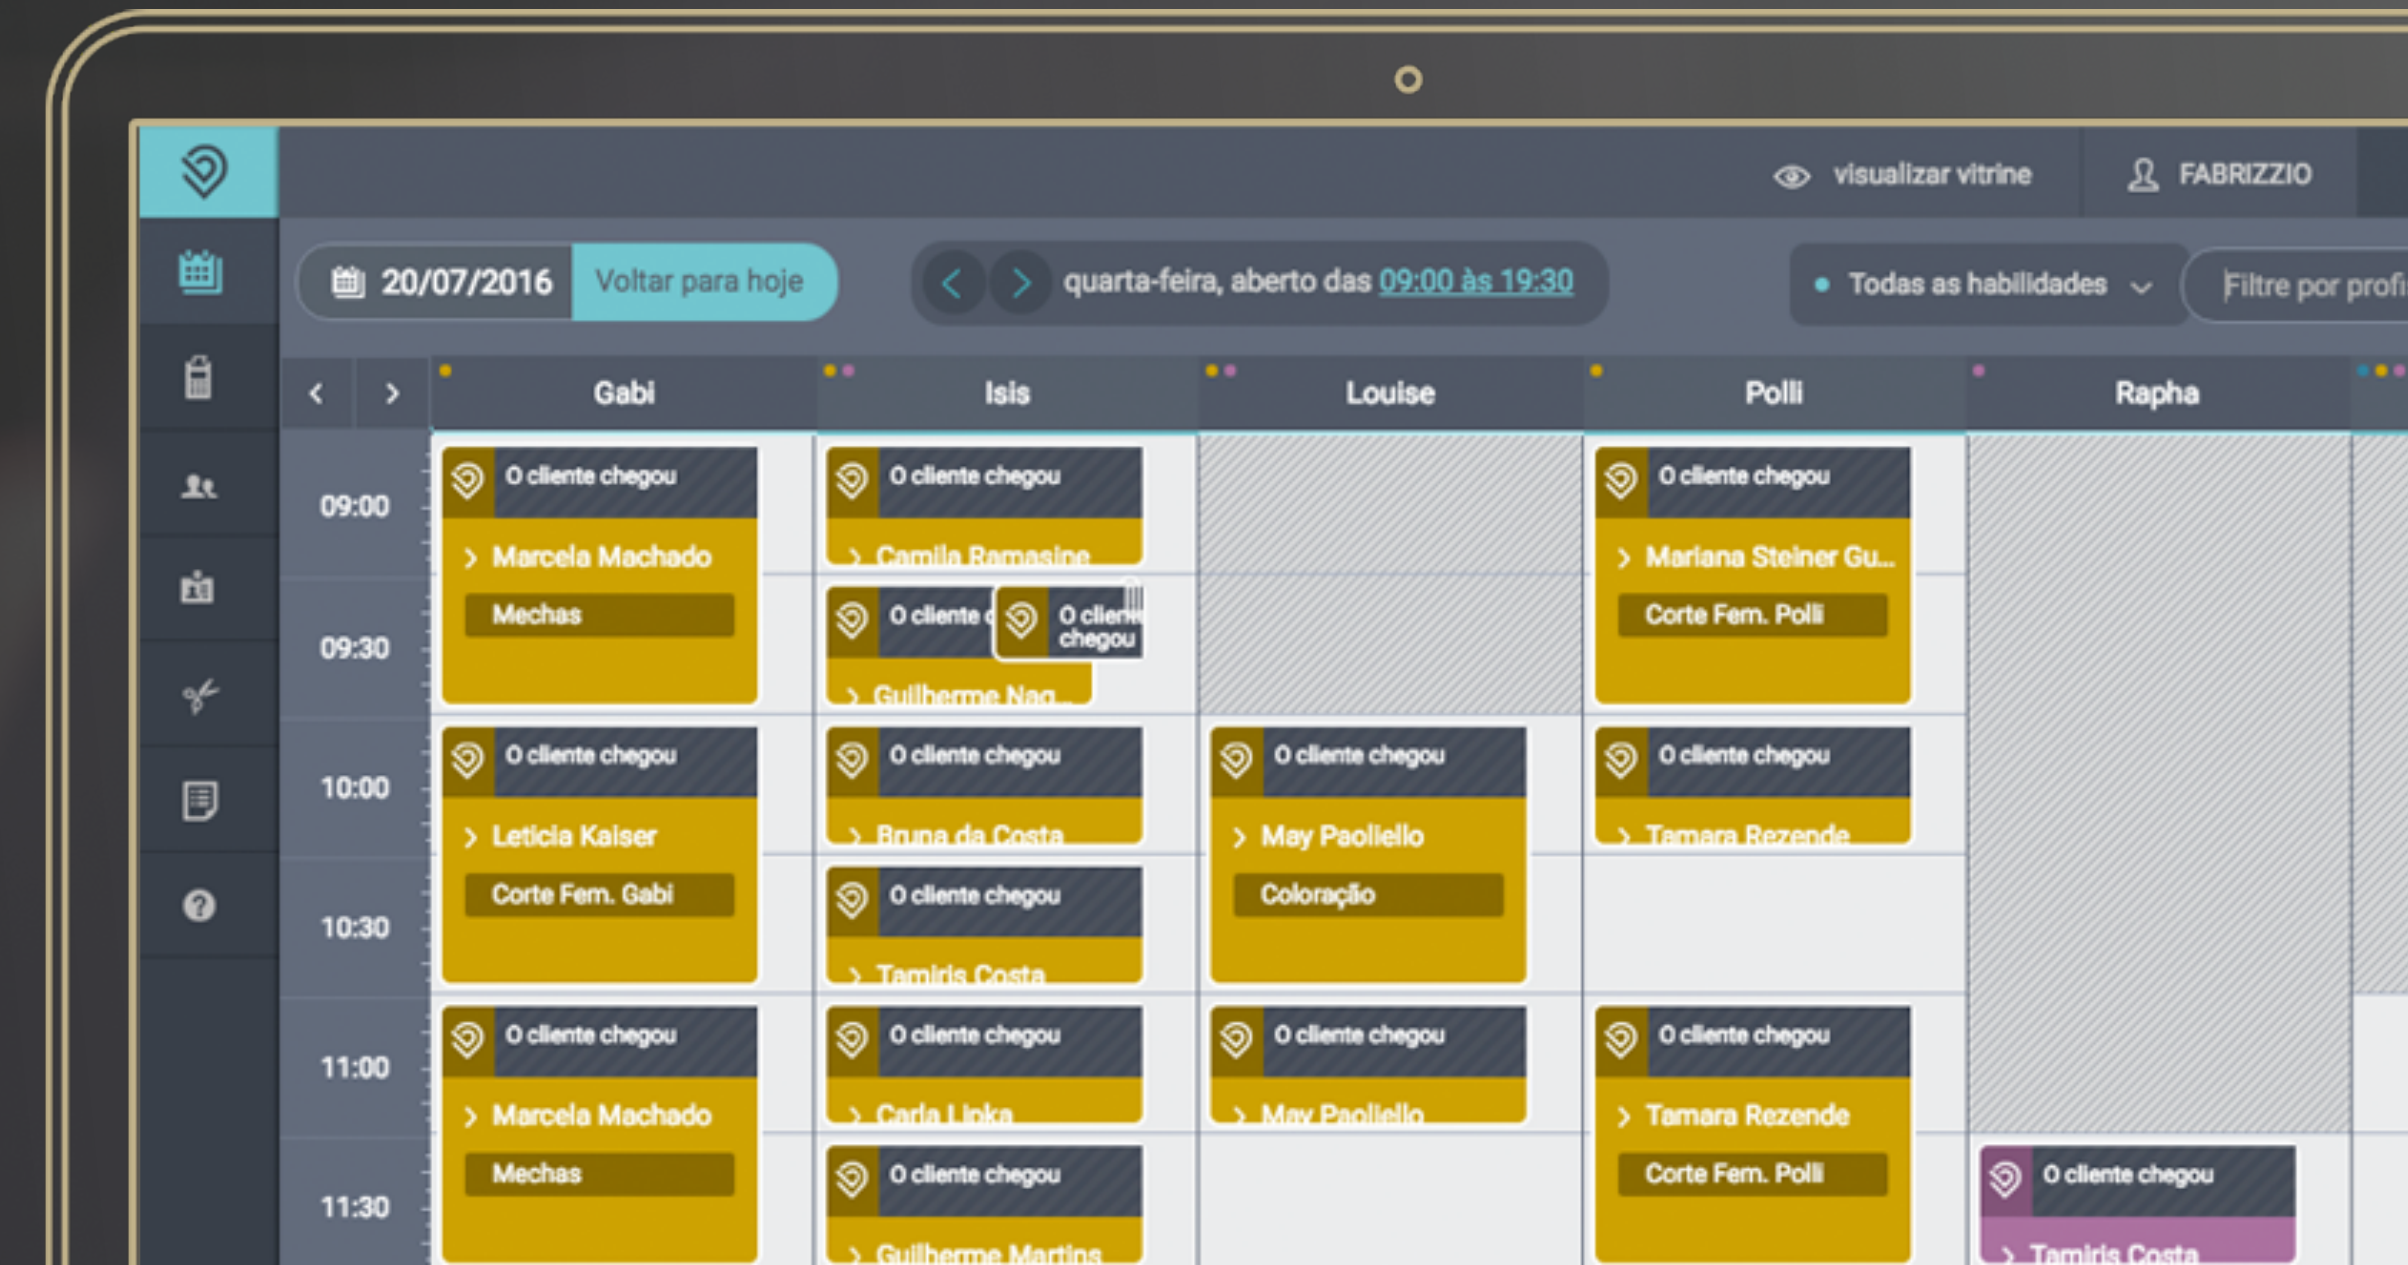 visualizar vitrine
FABRIZZIO
20/07/2016
Voltar para hoje
quarta-feira, aberto das 09:00 às 19:30
Todas as habilidades
Filtre por
Gabi
Isis
Louise
Polli
Rapha
09:00
O cliente chegou
Marcela Machado
Mechas
O cliente chegou
Camila Ramasine
O cliente chegou
Mariana Steiner Gu...
Corte Fem. Polli
09:30
O cliente
Guilherme Nag...
O cliente
chegou
10:00
O cliente chegou
Leticia Kaiser
Corte Fem. Gabi
O cliente chegou
Bruna da Costa
O cliente chegou
May Paoliello
Coloração
O cliente chegou
Tamara Rezende
10:30
O cliente chegou
Tamiris Costa
11:00
O cliente chegou
Marcela Machado
Mechas
O cliente chegou
Carla Lipka
O cliente chegou
May Paoliello
O cliente chegou
Tamara Rezende
Corte Fem. Polli
11:30
O cliente chegou
Guilherme Martins
O cliente chegou
Tamiris Costa